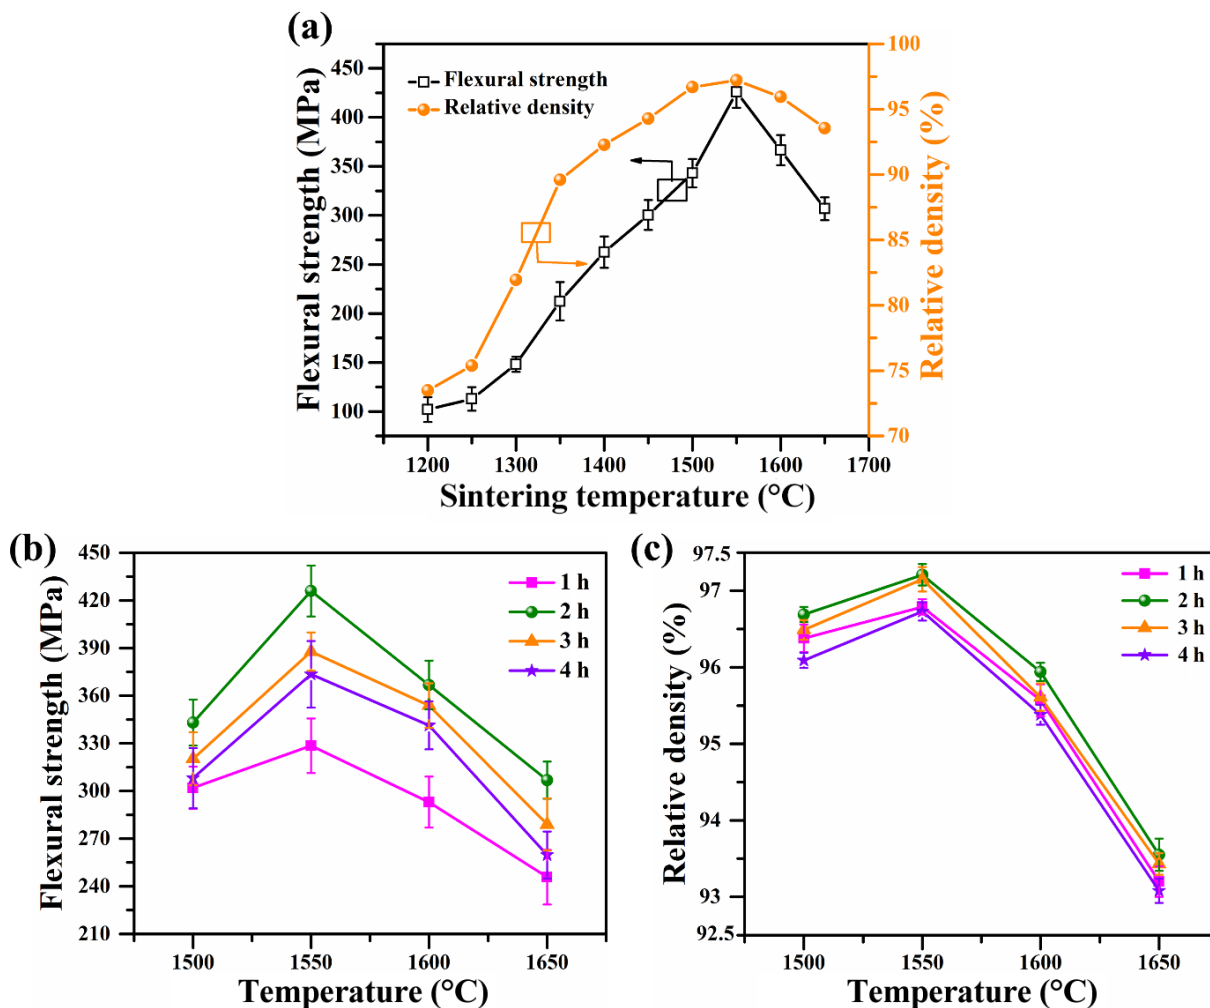 (a)
Flexural strength (MPa)
450
400
350
300
250
200
150
100
Flexural strength
Relative density
100
95
90
85
80
75
70
Relative density (%)
1200 1300 1400 1500 1600 1700
Sintering temperature (°C)
(b)
Flexural strength (MPa)
450
420
390
360
330
300
270
240
210
1 h
2 h
3 h
4 h
1500 1550 1600 1650
Temperature (°C)
(c)
Relative density (%)
97.5
97
96
95
94
93
92.5
1 h
2 h
3 h
4 h
1500 1550 1600 1650
Temperature (°C)